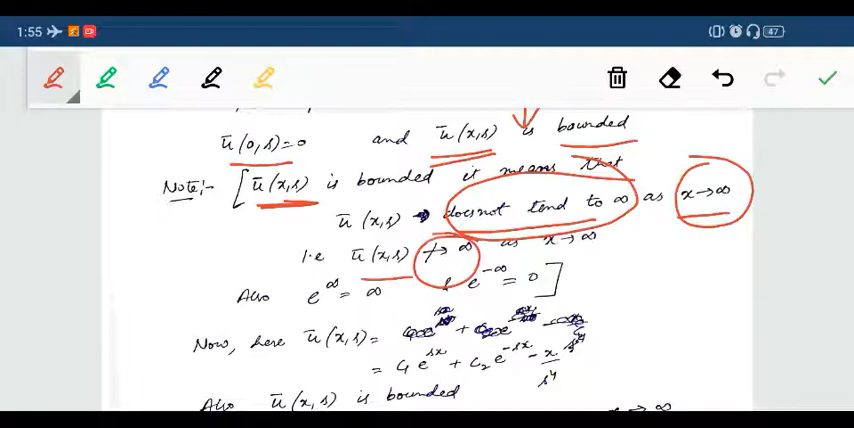 1:55 47
ū(0,s)=0 and ū(x,s) is bounded
Note:- [ ū(x,s) is bounded it means that
ū(x,s) does not tend to ∞ as x→∞
i.e ū(x,s) ↛ ∞ as x→∞
Also e^∞ = ∞ & e^-∞ = 0 ]
Now, here ū(x,s) =
= c₁e^sx + c₂e^-sx - x/s⁴
Also ū(x,s) is bounded
→ ∞